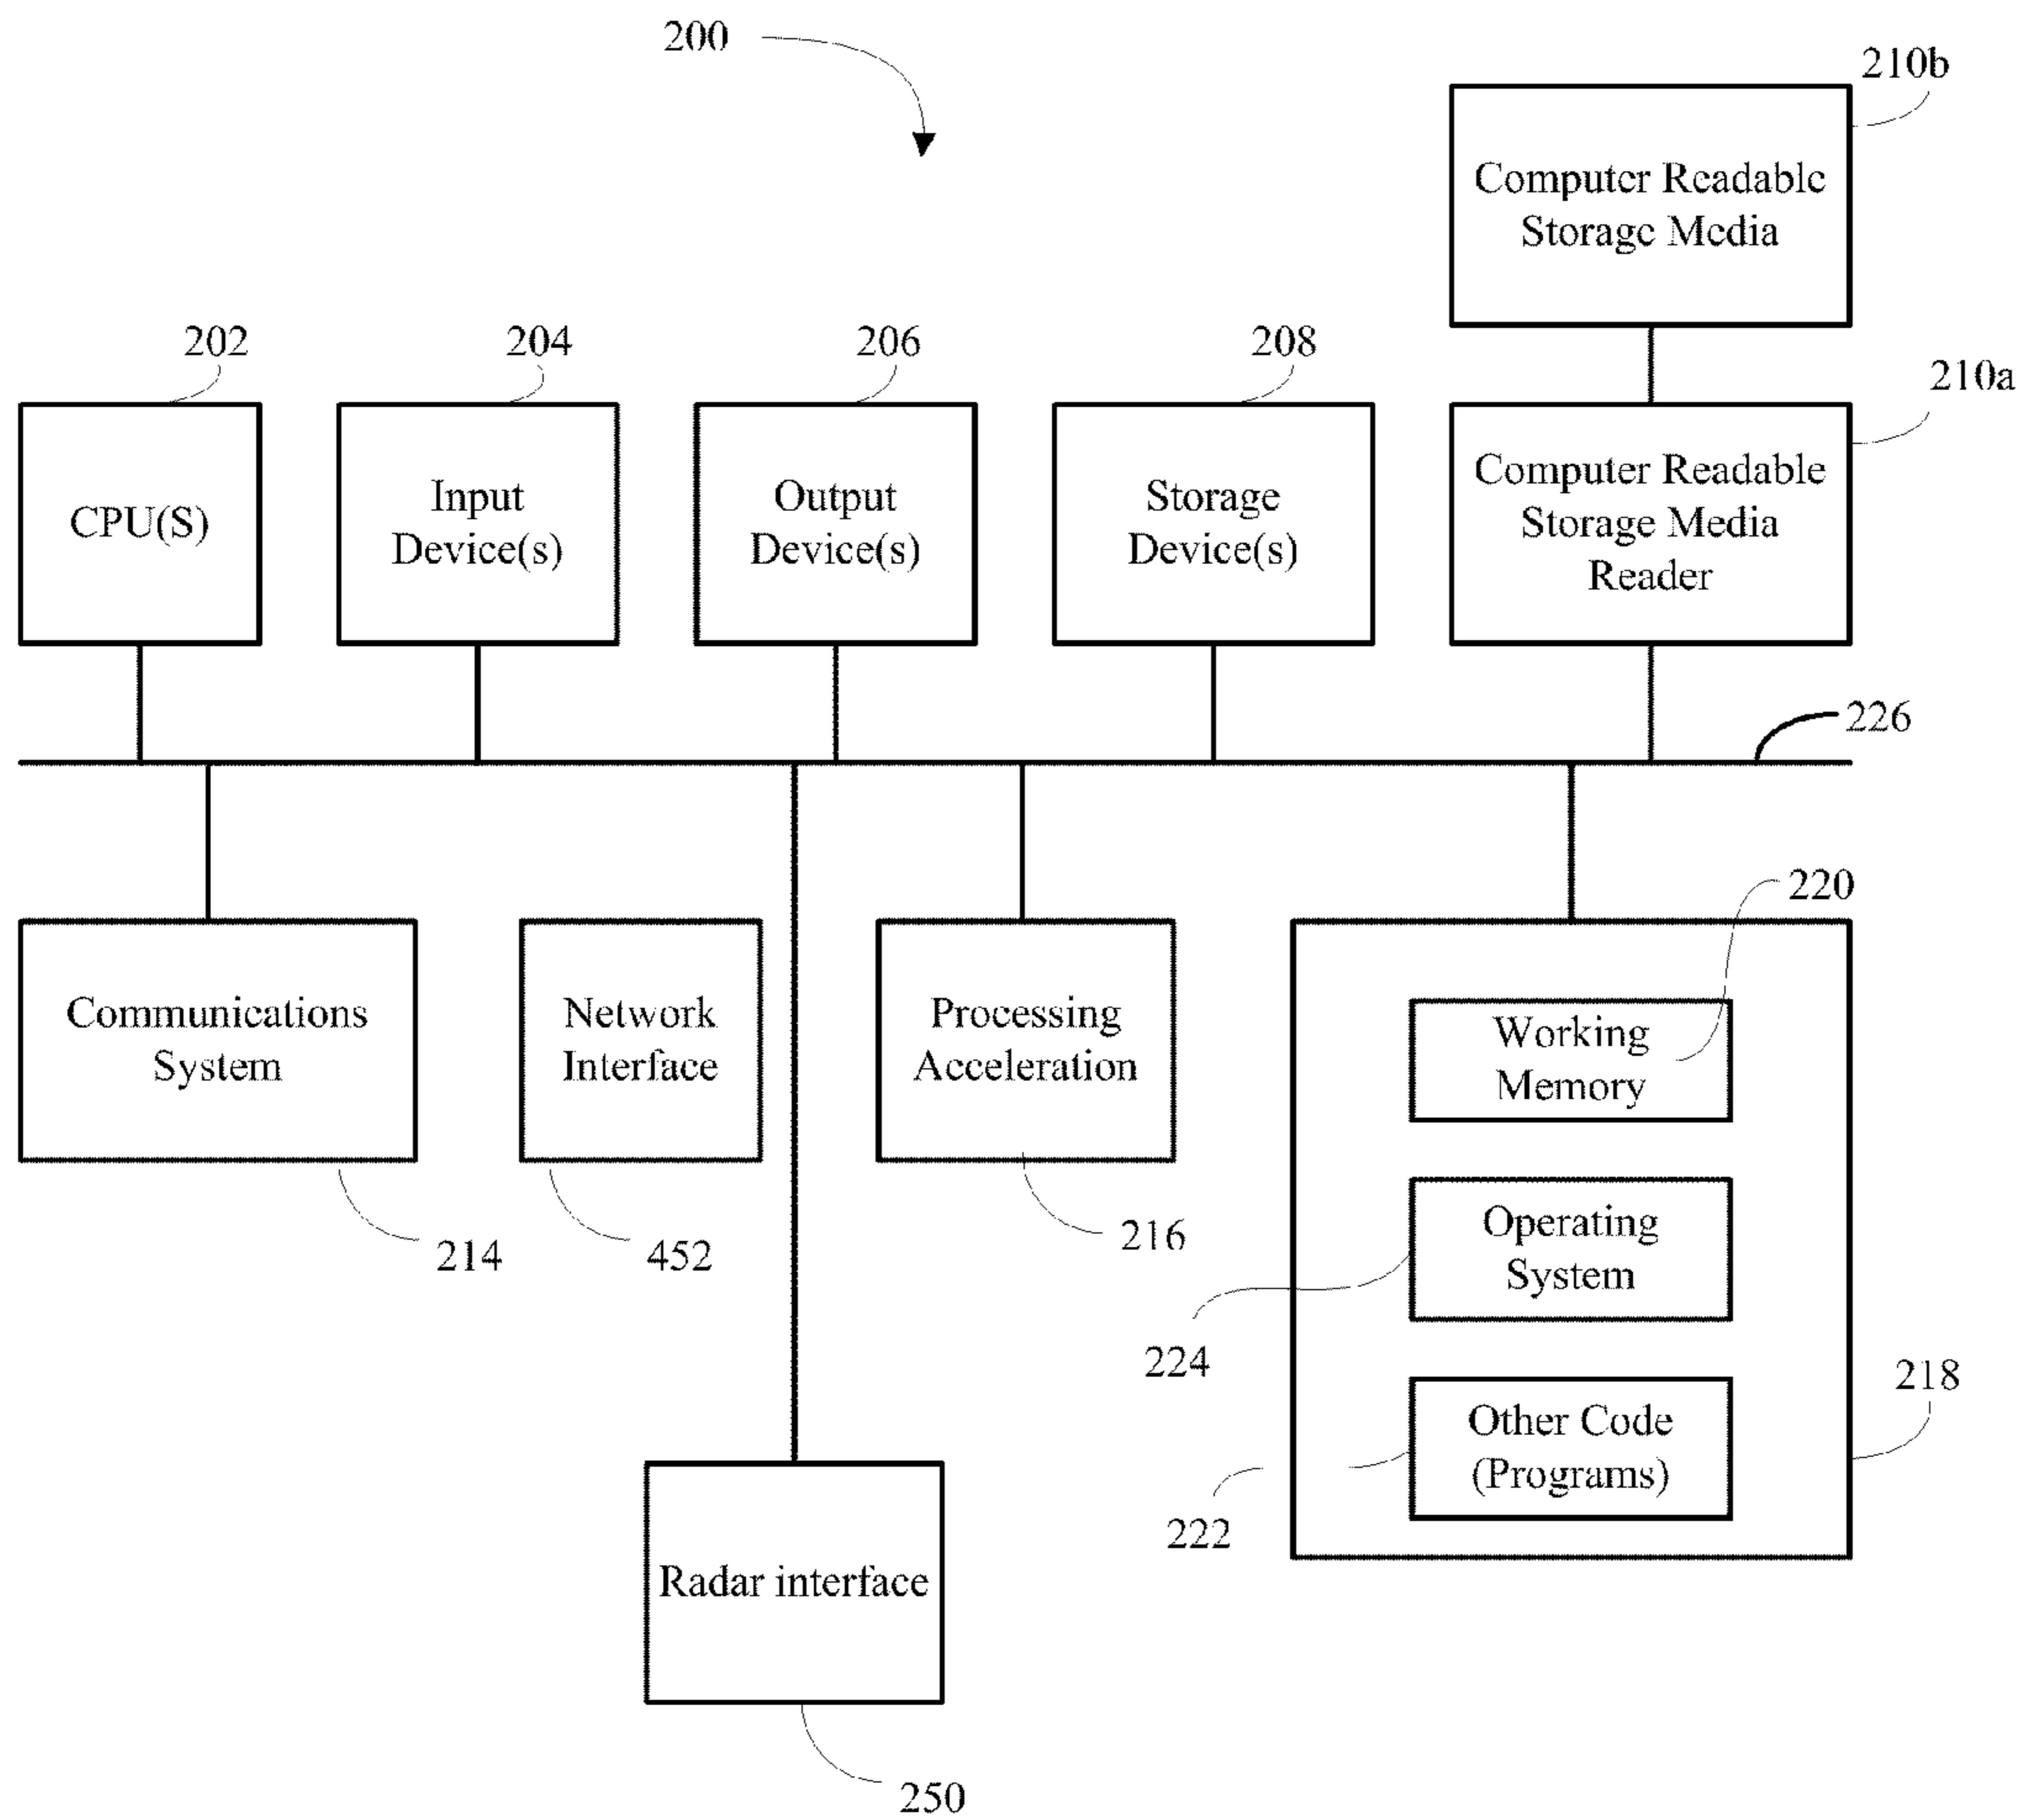 200
210b
Computer Readable
Storage Media
202
204
206
208
210a
CPU(S)
Input
Device(s)
Output
Device(s)
Storage
Device(s)
Computer Readable
Storage Media
Reader
226
220
Communications
System
Network
Interface
Processing
Acceleration
Working
Memory
214
452
216
Operating
System
224
218
Other Code
(Programs)
222
Radar interface
250